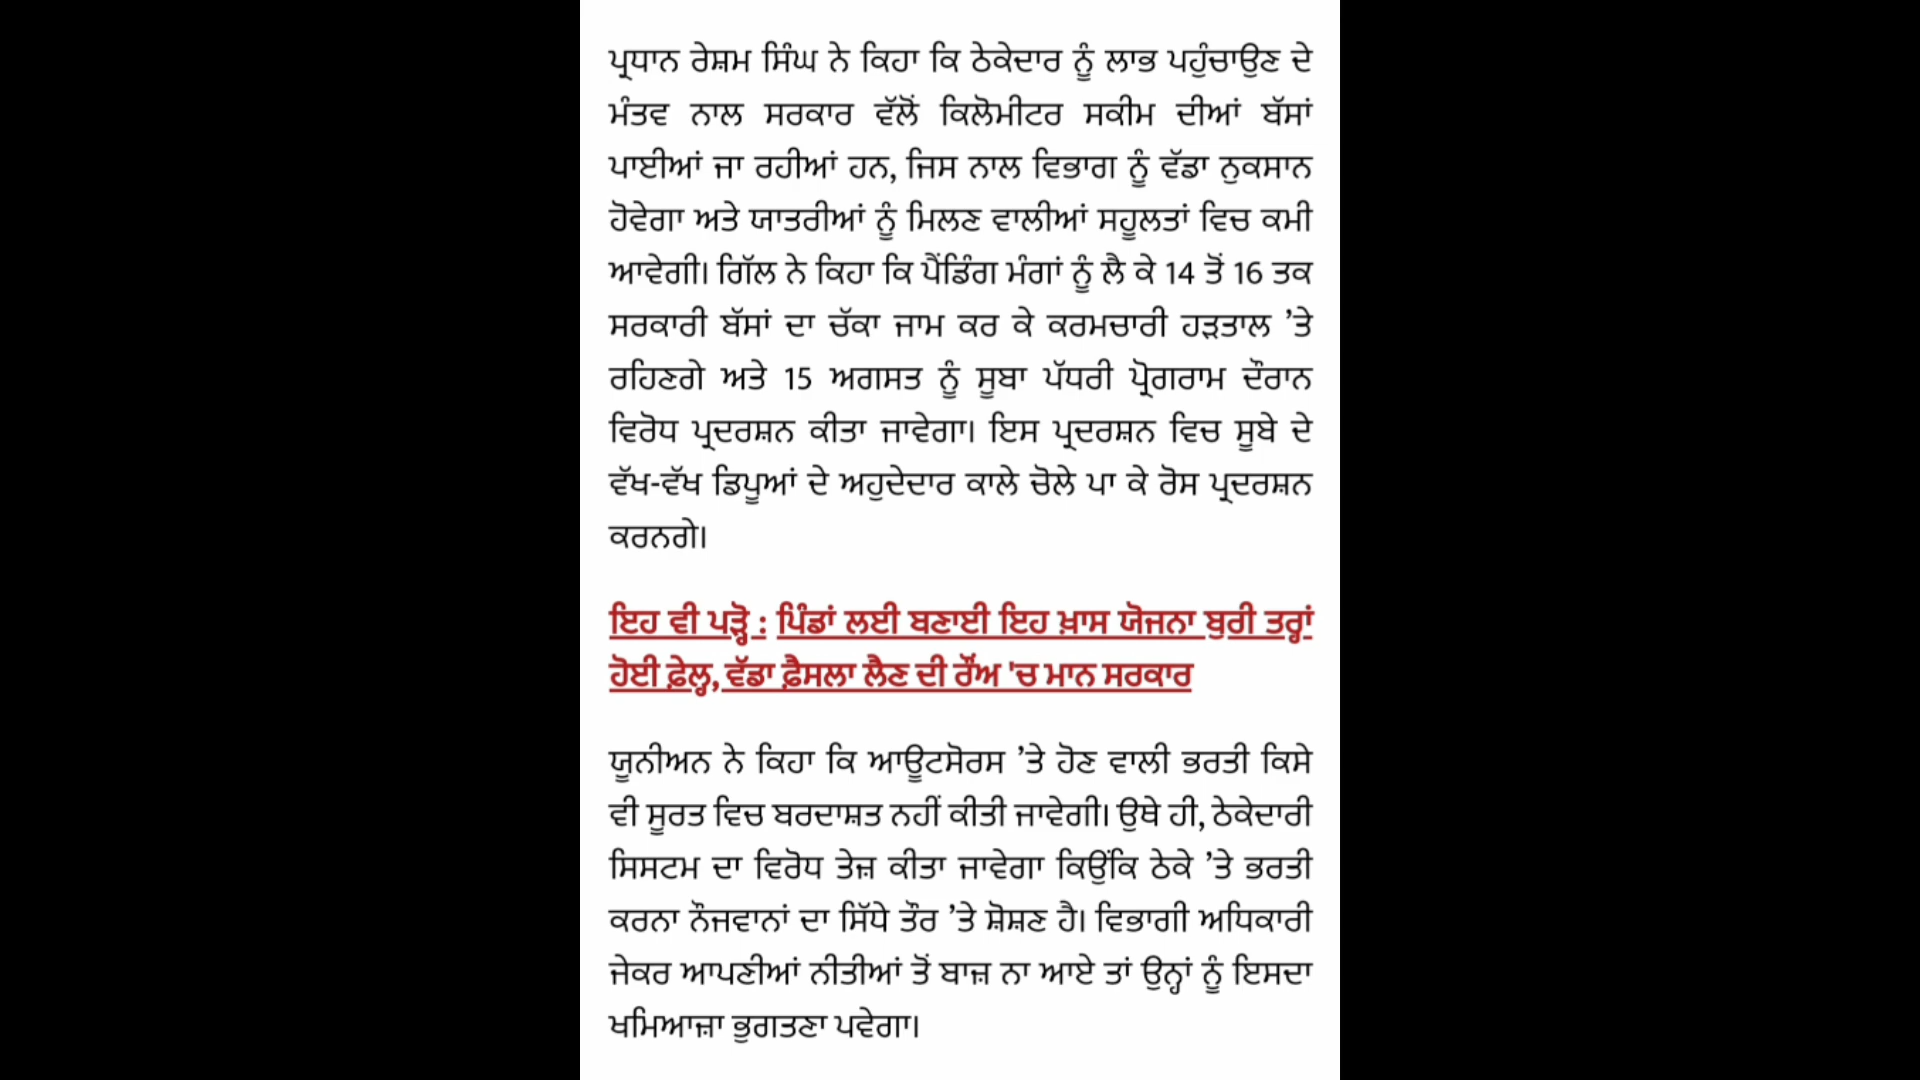 ਪ੍ਰਧਾਨ ਰੇਸ਼ਮ ਸਿੰਘ ਨੇ ਕਿਹਾ ਕਿ ਠੇਕੇਦਾਰ ਨੂੰ ਲਾਭ ਪਹੁੰਚਾਉਣ ਦੇ
ਮੰਤਵ ਨਾਲ ਸਰਕਾਰ ਵੱਲੋਂ ਕਿਲੋਮੀਟਰ ਸਕੀਮ ਦੀਆਂ ਬੱਸਾਂ
ਪਾਈਆਂ ਜਾ ਰਹੀਆਂ ਹਨ, ਜਿਸ ਨਾਲ ਵਿਭਾਗ ਨੂੰ ਵੱਡਾ ਨੁਕਸਾਨ
ਹੋਵੇਗਾ ਅਤੇ ਯਾਤਰੀਆਂ ਨੂੰ ਮਿਲਣ ਵਾਲੀਆਂ ਸਹੂਲਤਾਂ ਵਿਚ ਕਮੀ
ਆਵੇਗੀ। ਗਿੱਲ ਨੇ ਕਿਹਾ ਕਿ ਪੈਂਡਿੰਗ ਮੰਗਾਂ ਨੂੰ ਲੈ ਕੇ 14 ਤੋਂ 16 ਤਕ
ਸਰਕਾਰੀ ਬੱਸਾਂ ਦਾ ਚੱਕਾ ਜਾਮ ਕਰ ਕੇ ਕਰਮਚਾਰੀ ਹੜਤਾਲ ’ਤੇ
ਰਹਿਣਗੇ ਅਤੇ 15 ਅਗਸਤ ਨੂੰ ਸੂਬਾ ਪੱਧਰੀ ਪ੍ਰੋਗਰਾਮ ਦੌਰਾਨ
ਵਿਰੋਧ ਪ੍ਰਦਰਸ਼ਨ ਕੀਤਾ ਜਾਵੇਗਾ। ਇਸ ਪ੍ਰਦਰਸ਼ਨ ਵਿਚ ਸੂਬੇ ਦੇ
ਵੱਖ-ਵੱਖ ਡਿਪੂਆਂ ਦੇ ਅਹੁਦੇਦਾਰ ਕਾਲੇ ਚੋਲੇ ਪਾ ਕੇ ਰੋਸ ਪ੍ਰਦਰਸ਼ਨ
ਕਰਨਗੇ।
ਇਹ ਵੀ ਪੜ੍ਹੋ : ਪਿੰਡਾਂ ਲਈ ਬਣਾਈ ਇਹ ਖ਼ਾਸ ਯੋਜਨਾ ਬੁਰੀ ਤਰ੍ਹਾਂ
ਹੋਈ ਫ਼ੇਲ੍ਹ, ਵੱਡਾ ਫ਼ੈਸਲਾ ਲੈਣ ਦੀ ਰੌਂਅ 'ਚ ਮਾਨ ਸਰਕਾਰ
ਯੂਨੀਅਨ ਨੇ ਕਿਹਾ ਕਿ ਆਊਟਸੋਰਸ ’ਤੇ ਹੋਣ ਵਾਲੀ ਭਰਤੀ ਕਿਸੇ
ਵੀ ਸੂਰਤ ਵਿਚ ਬਰਦਾਸ਼ਤ ਨਹੀਂ ਕੀਤੀ ਜਾਵੇਗੀ। ਉਥੇ ਹੀ, ਠੇਕੇਦਾਰੀ
ਸਿਸਟਮ ਦਾ ਵਿਰੋਧ ਤੇਜ਼ ਕੀਤਾ ਜਾਵੇਗਾ ਕਿਉਂਕਿ ਠੇਕੇ ’ਤੇ ਭਰਤੀ
ਕਰਨਾ ਨੌਜਵਾਨਾਂ ਦਾ ਸਿੱਧੇ ਤੌਰ ’ਤੇ ਸ਼ੋਸ਼ਣ ਹੈ। ਵਿਭਾਗੀ ਅਧਿਕਾਰੀ
ਜੇਕਰ ਆਪਣੀਆਂ ਨੀਤੀਆਂ ਤੋਂ ਬਾਜ਼ ਨਾ ਆਏ ਤਾਂ ਉਨ੍ਹਾਂ ਨੂੰ ਇਸਦਾ
ਖਮਿਆਜ਼ਾ ਭੁਗਤਣਾ ਪਵੇਗਾ।